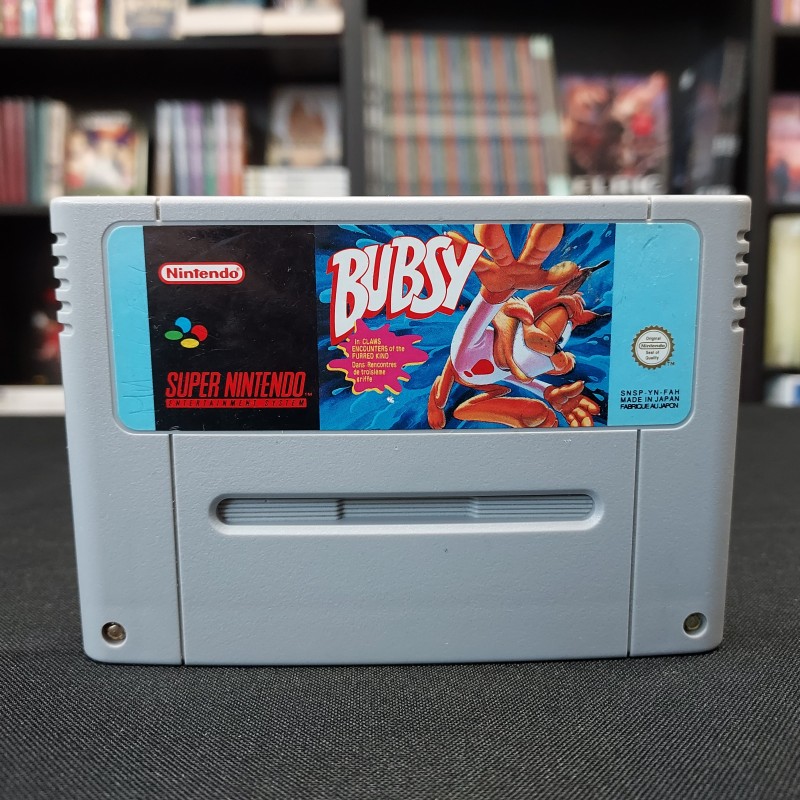 Nintendo
SUPER NINTENDO
ENTERTAINMENT SYSTEM
BUBSY
In CLAWS
ENCOUNTERS of the
FURRED KIND
Dans Rencontres
de troisième
griffe
Original
Nintendo
Seal of
Quality
TM
SNSP-YN-FAH
MADE IN JAPAN
FABRIQUE AU JAPON